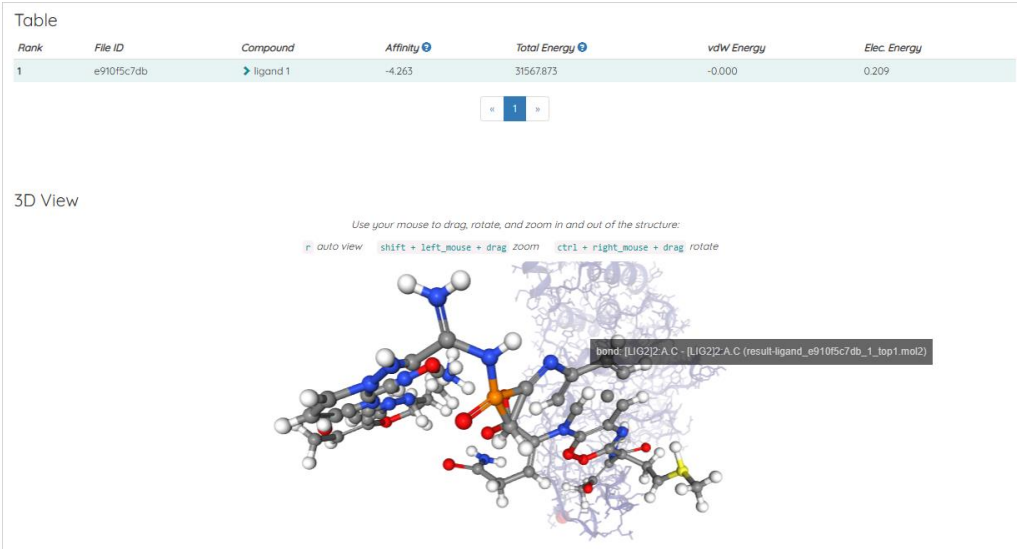 Table
Rank File ID Compound Affinity ? Total Energy ? vdW Energy Elec. Energy
1 e910f5c7db ligand 1 -4.263 31567.873 -0.000 0.209
« 1 »
3D View
Use your mouse to drag, rotate, and zoom in and out of the structure:
r auto view shift + left_mouse + drag zoom ctrl + right_mouse + drag rotate
bond: [LIG2]2:A.C - [LIG2]2:A.C (result-ligand_e910f5c7db_1_top1.mol2)